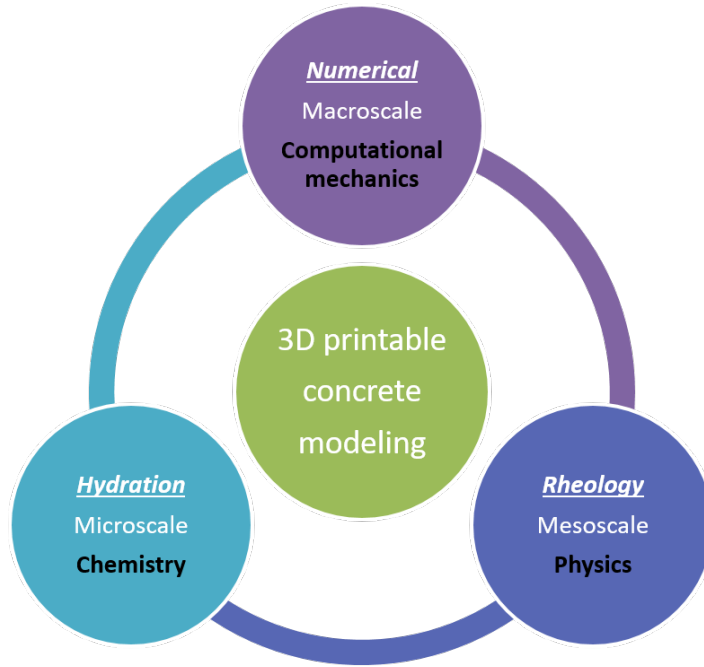 Numerical
Macroscale
Computational
mechanics
3D printable
concrete
modeling
Hydration
Microscale
Chemistry
Rheology
Mesoscale
Physics